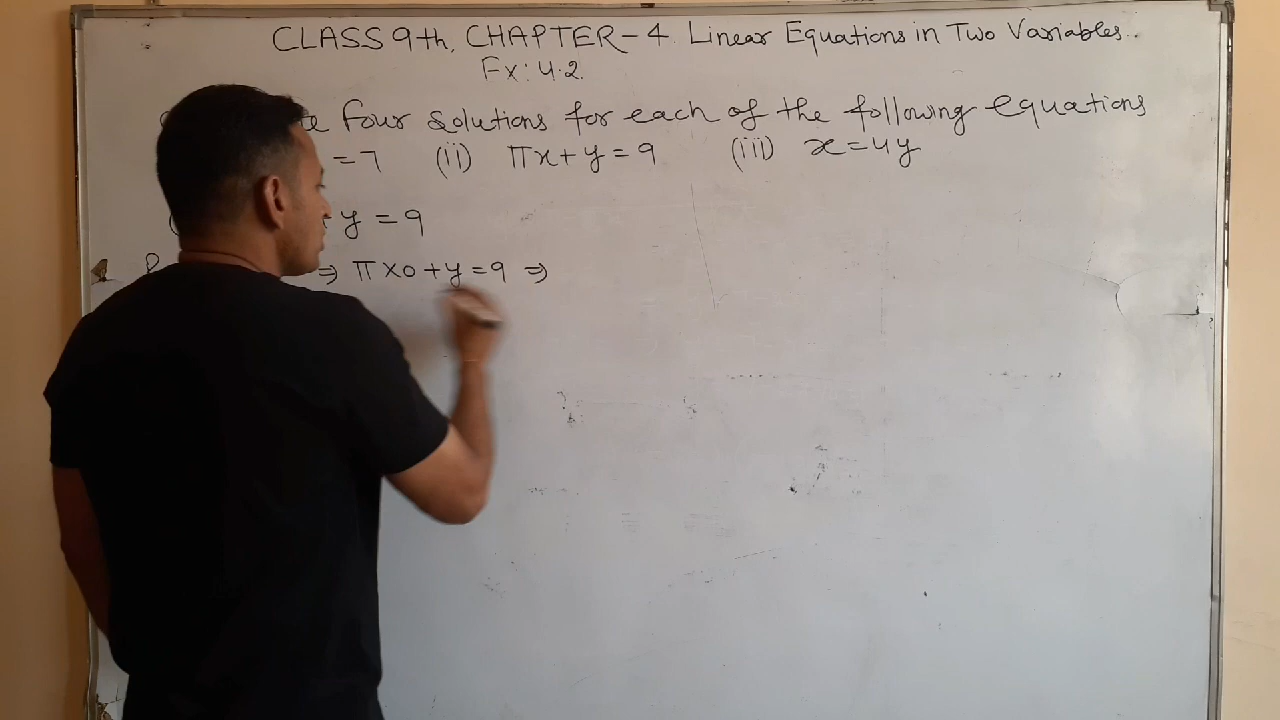 CLASS 9th, CHAPTER - 4 Linear Equations in Two Variables..
Ex: 4.2.
four solutions for each of the following equations
= 7 (ii) πx + y = 9 (iii) x = 4y
y = 9
⇒ π × 0 + y = 9 ⇒